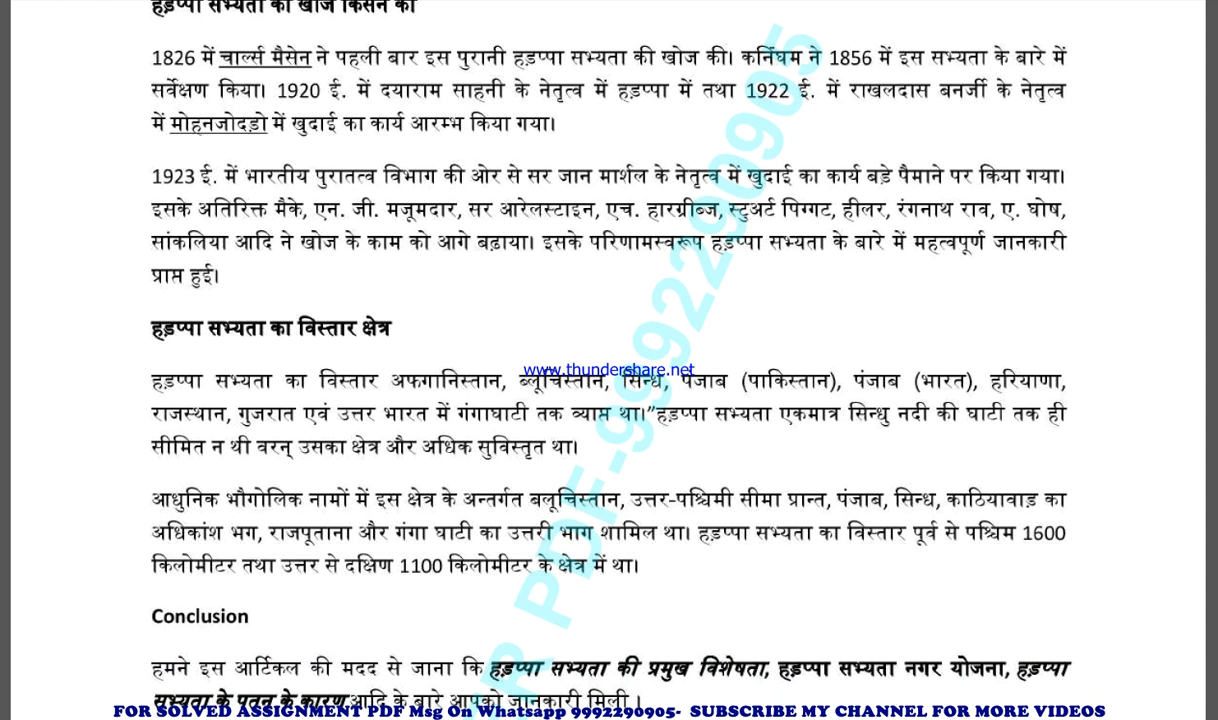 हड़प्पा सभ्यता की खोज किसने की
1826 में चार्ल्स मैसेन ने पहली बार इस पुरानी हड़प्पा सभ्यता की खोज की। कर्निघम ने 1856 में इस सभ्यता के बारे में
सर्वेक्षण किया। 1920 ई. में दयाराम साहनी के नेतृत्व में हड़प्पा में तथा 1922 ई. में राखलदास बनर्जी के नेतृत्व
में मोहनजोदड़ो में खुदाई का कार्य आरम्भ किया गया।
1923 ई. में भारतीय पुरातत्व विभाग की ओर से सर जान मार्शल के नेतृत्व में खुदाई का कार्य बड़े पैमाने पर किया गया।
इसके अतिरिक्त मैके, एन. जी. मजूमदार, सर आरेलस्टाइन, एच. हारग्रीब्ज, स्टुअर्ट पिग्गट, हीलर, रंगनाथ राव, ए. घोष,
सांकलिया आदि ने खोज के काम को आगे बढ़ाया। इसके परिणामस्वरूप हड़प्पा सभ्यता के बारे में महत्वपूर्ण जानकारी
प्राप्त हुई।
हड़प्पा सभ्यता का विस्तार क्षेत्र
www.thundershare.net
हड़प्पा सभ्यता का विस्तार अफगानिस्तान, ब्लूचिस्तान, सिन्ध, पंजाब (पाकिस्तान), पंजाब (भारत), हरियाणा,
राजस्थान, गुजरात एवं उत्तर भारत में गंगाघाटी तक व्याप्त था।”हड़प्पा सभ्यता एकमात्र सिन्धु नदी की घाटी तक ही
सीमित न थी वरन् उसका क्षेत्र और अधिक सुविस्तृत था।
आधुनिक भौगोलिक नामों में इस क्षेत्र के अन्तर्गत बलूचिस्तान, उत्तर-पश्चिमी सीमा प्रान्त, पंजाब, सिन्ध, काठियावाड़ का
अधिकांश भग, राजपूताना और गंगा घाटी का उत्तरी भाग शामिल था। हड़प्पा सभ्यता का विस्तार पूर्व से पश्चिम 1600
किलोमीटर तथा उत्तर से दक्षिण 1100 किलोमीटर के क्षेत्र में था।
Conclusion
हमने इस आर्टिकल की मदद से जाना कि हड़प्पा सभ्यता की प्रमुख विशेषता, हड़प्पा सभ्यता नगर योजना, हड़प्पा
सभ्यता के पतन के कारण आदि के बारे आपको जानकारी मिली ।
FOR SOLVED ASSIGNMENT PDF Msg On Whatsapp 9992290905- SUBSCRIBE MY CHANNEL FOR MORE VIDEOS
R PDF-9992290905